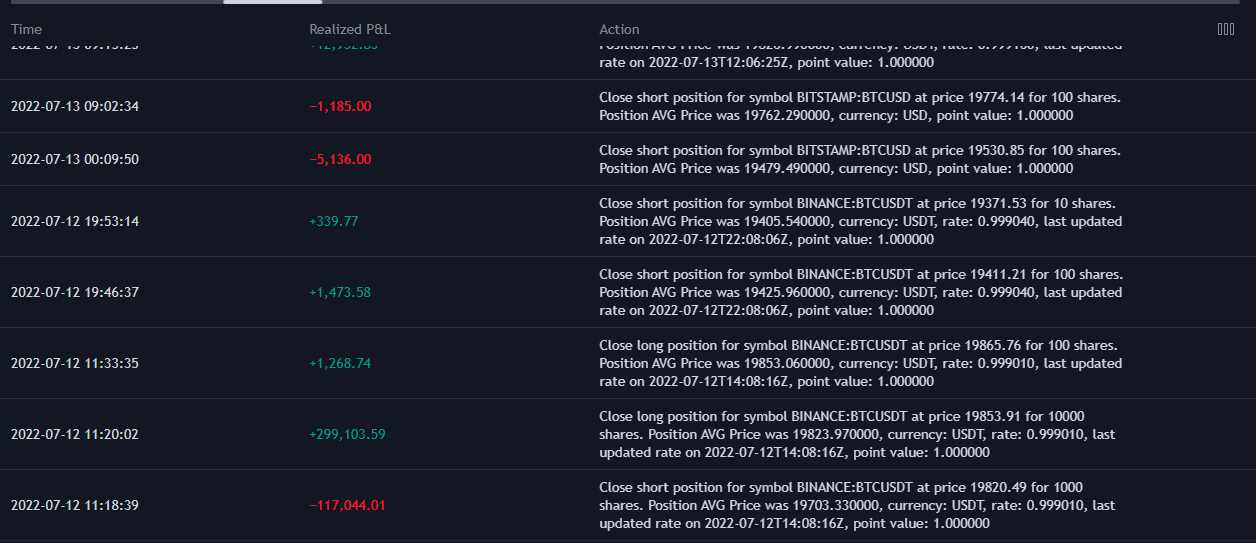 Time Realized P&L Action
rate on 2022-07-13T12:06:25Z, point value: 1.000000
2022-07-13 09:02:34 −1,185.00 Close short position for symbol BITSTAMP:BTCUSD at price 19774.14 for 100 shares.
Position AVG Price was 19762.290000, currency: USD, point value: 1.000000
2022-07-13 00:09:50 −5,136.00 Close short position for symbol BITSTAMP:BTCUSD at price 19530.85 for 100 shares.
Position AVG Price was 19479.490000, currency: USD, point value: 1.000000
2022-07-12 19:53:14 +339.77 Close short position for symbol BINANCE:BTCUSDT at price 19371.53 for 10 shares.
Position AVG Price was 19405.540000, currency: USDT, rate: 0.999040, last updated
rate on 2022-07-12T22:08:06Z, point value: 1.000000
2022-07-12 19:46:37 +1,473.58 Close short position for symbol BINANCE:BTCUSDT at price 19411.21 for 100 shares.
Position AVG Price was 19425.960000, currency: USDT, rate: 0.999040, last updated
rate on 2022-07-12T22:08:06Z, point value: 1.000000
2022-07-12 11:33:35 +1,268.74 Close long position for symbol BINANCE:BTCUSDT at price 19865.76 for 100 shares.
Position AVG Price was 19853.060000, currency: USDT, rate: 0.999010, last updated
rate on 2022-07-12T14:08:16Z, point value: 1.000000
2022-07-12 11:20:02 +299,103.59 Close long position for symbol BINANCE:BTCUSDT at price 19853.91 for 10000
shares. Position AVG Price was 19823.970000, currency: USDT, rate: 0.999010, last
updated rate on 2022-07-12T14:08:16Z, point value: 1.000000
2022-07-12 11:18:39 −117,044.01 Close short position for symbol BINANCE:BTCUSDT at price 19820.49 for 1000
shares. Position AVG Price was 19703.330000, currency: USDT, rate: 0.999010, last
updated rate on 2022-07-12T14:08:16Z, point value: 1.000000